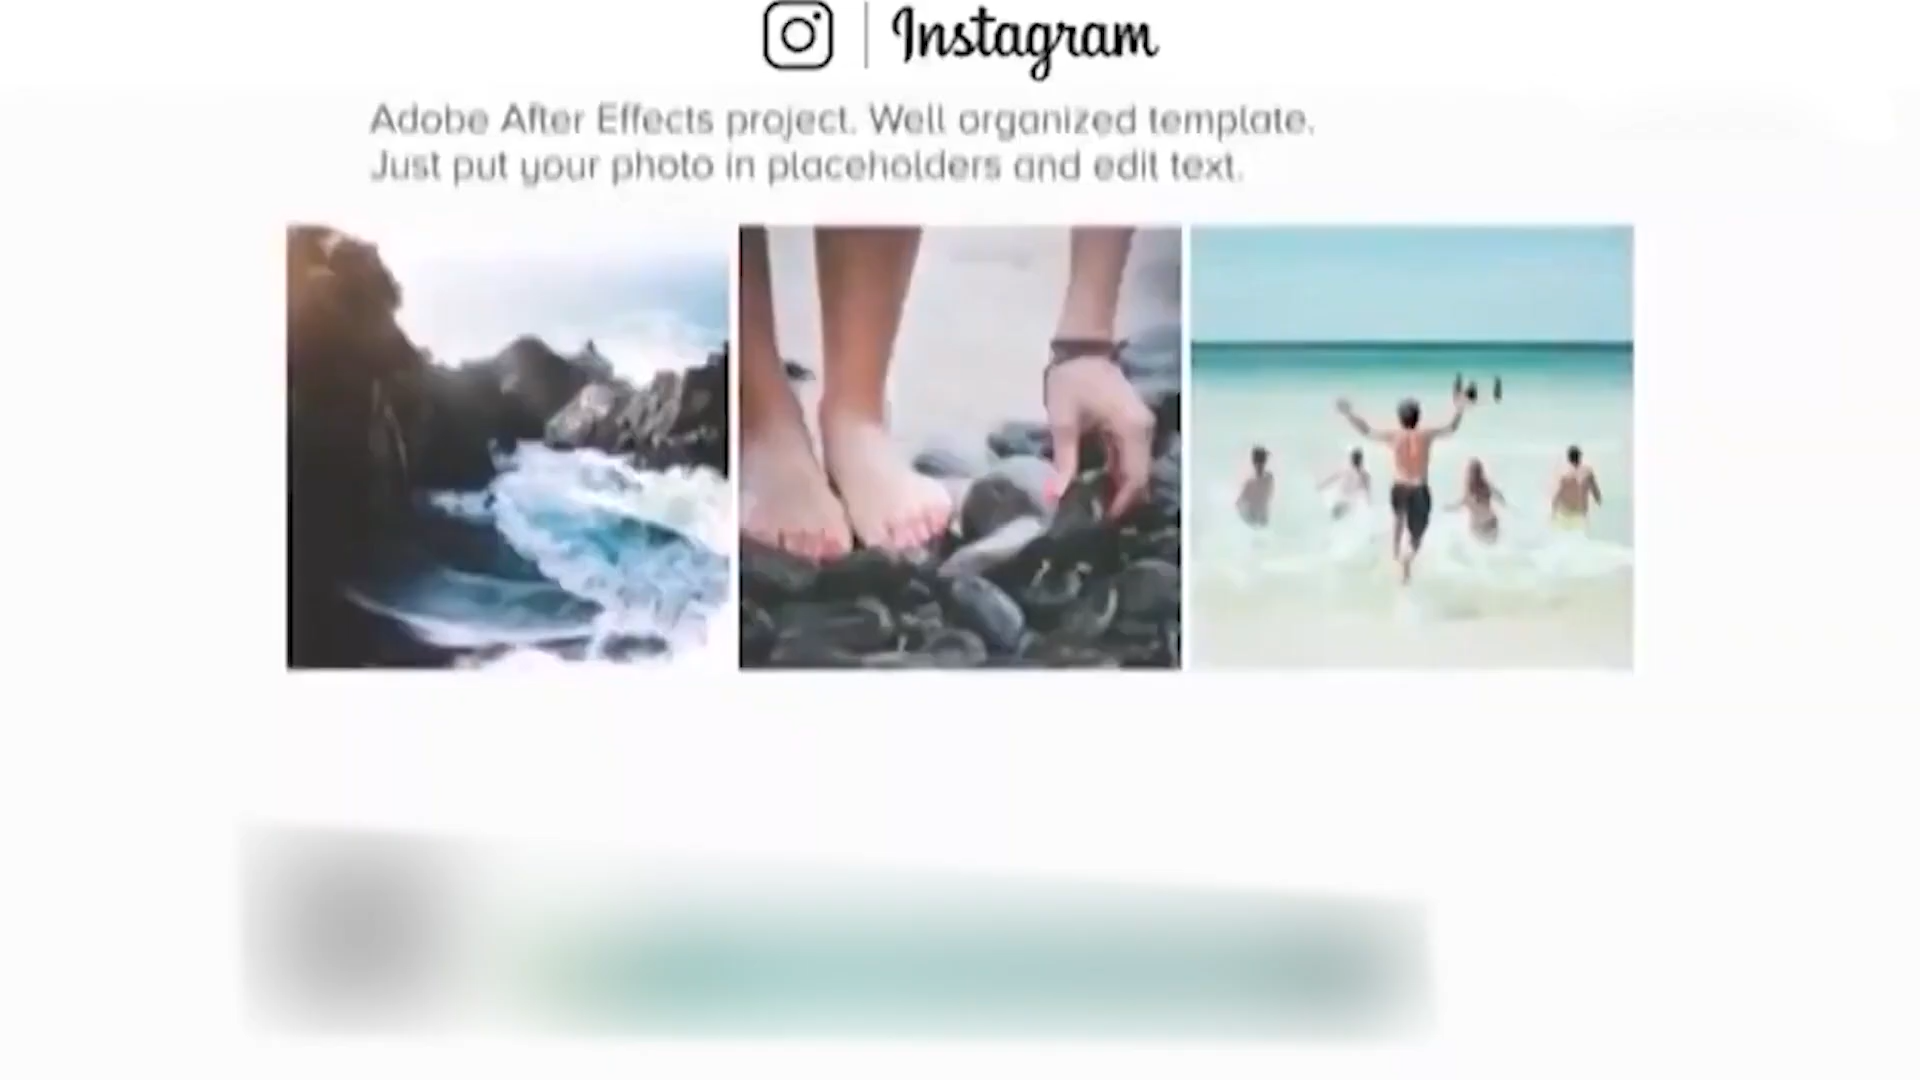 Instagram
Adobe After Effects project. Well organized template.
Just put your photo in placeholders and edit text.